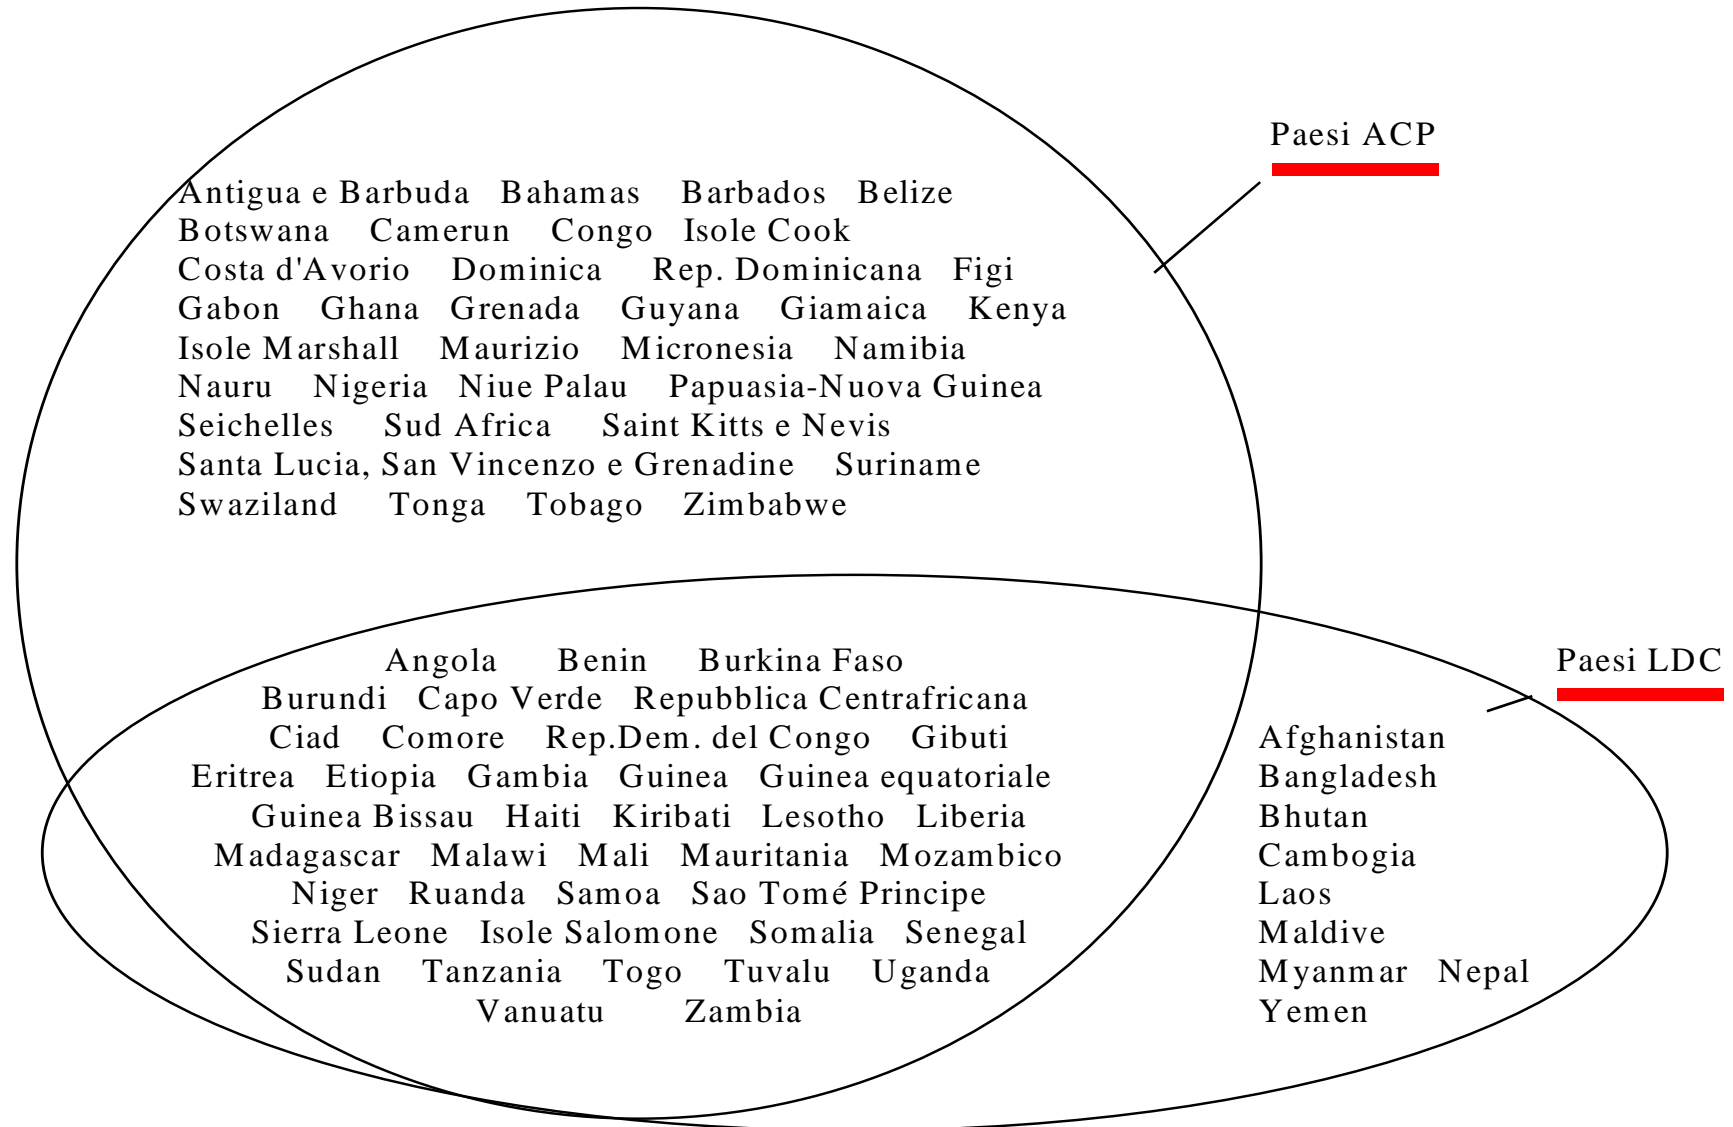 Paesi ACP
Antigua e Barbuda Bahamas Barbados Belize
Botswana Camerun Congo Isole Cook
Costa d'Avorio Dominica Rep. Dominicana Figi
Gabon Ghana Grenada Guyana Giamaica Kenya
Isole Marshall Maurizio Micronesia Namibia
Nauru Nigeria Niue Palau Papuasia-Nuova Guinea
Seichelles Sud Africa Saint Kitts e Nevis
Santa Lucia, San Vincenzo e Grenadine Suriname
Swaziland Tonga Tobago Zimbabwe
Angola Benin Burkina Faso
Burundi Capo Verde Repubblica Centrafricana
Ciad Comore Rep.Dem. del Congo Gibuti
Eritrea Etiopia Gambia Guinea Guinea equatoriale
Guinea Bissau Haiti Kiribati Lesotho Liberia
Madagascar Malawi Mali Mauritania Mozambico
Niger Ruanda Samoa Sao Tomé Principe
Sierra Leone Isole Salomone Somalia Senegal
Sudan Tanzania Togo Tuvalu Uganda
Vanuatu Zambia
Paesi LDC
Afghanistan
Bangladesh
Bhutan
Cambogia
Laos
Maldive
Myanmar Nepal
Yemen